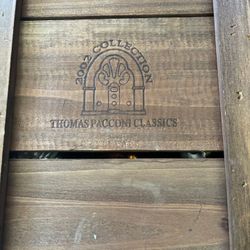 2002 COLLECTION
THOMAS PACCONI CLASSICS